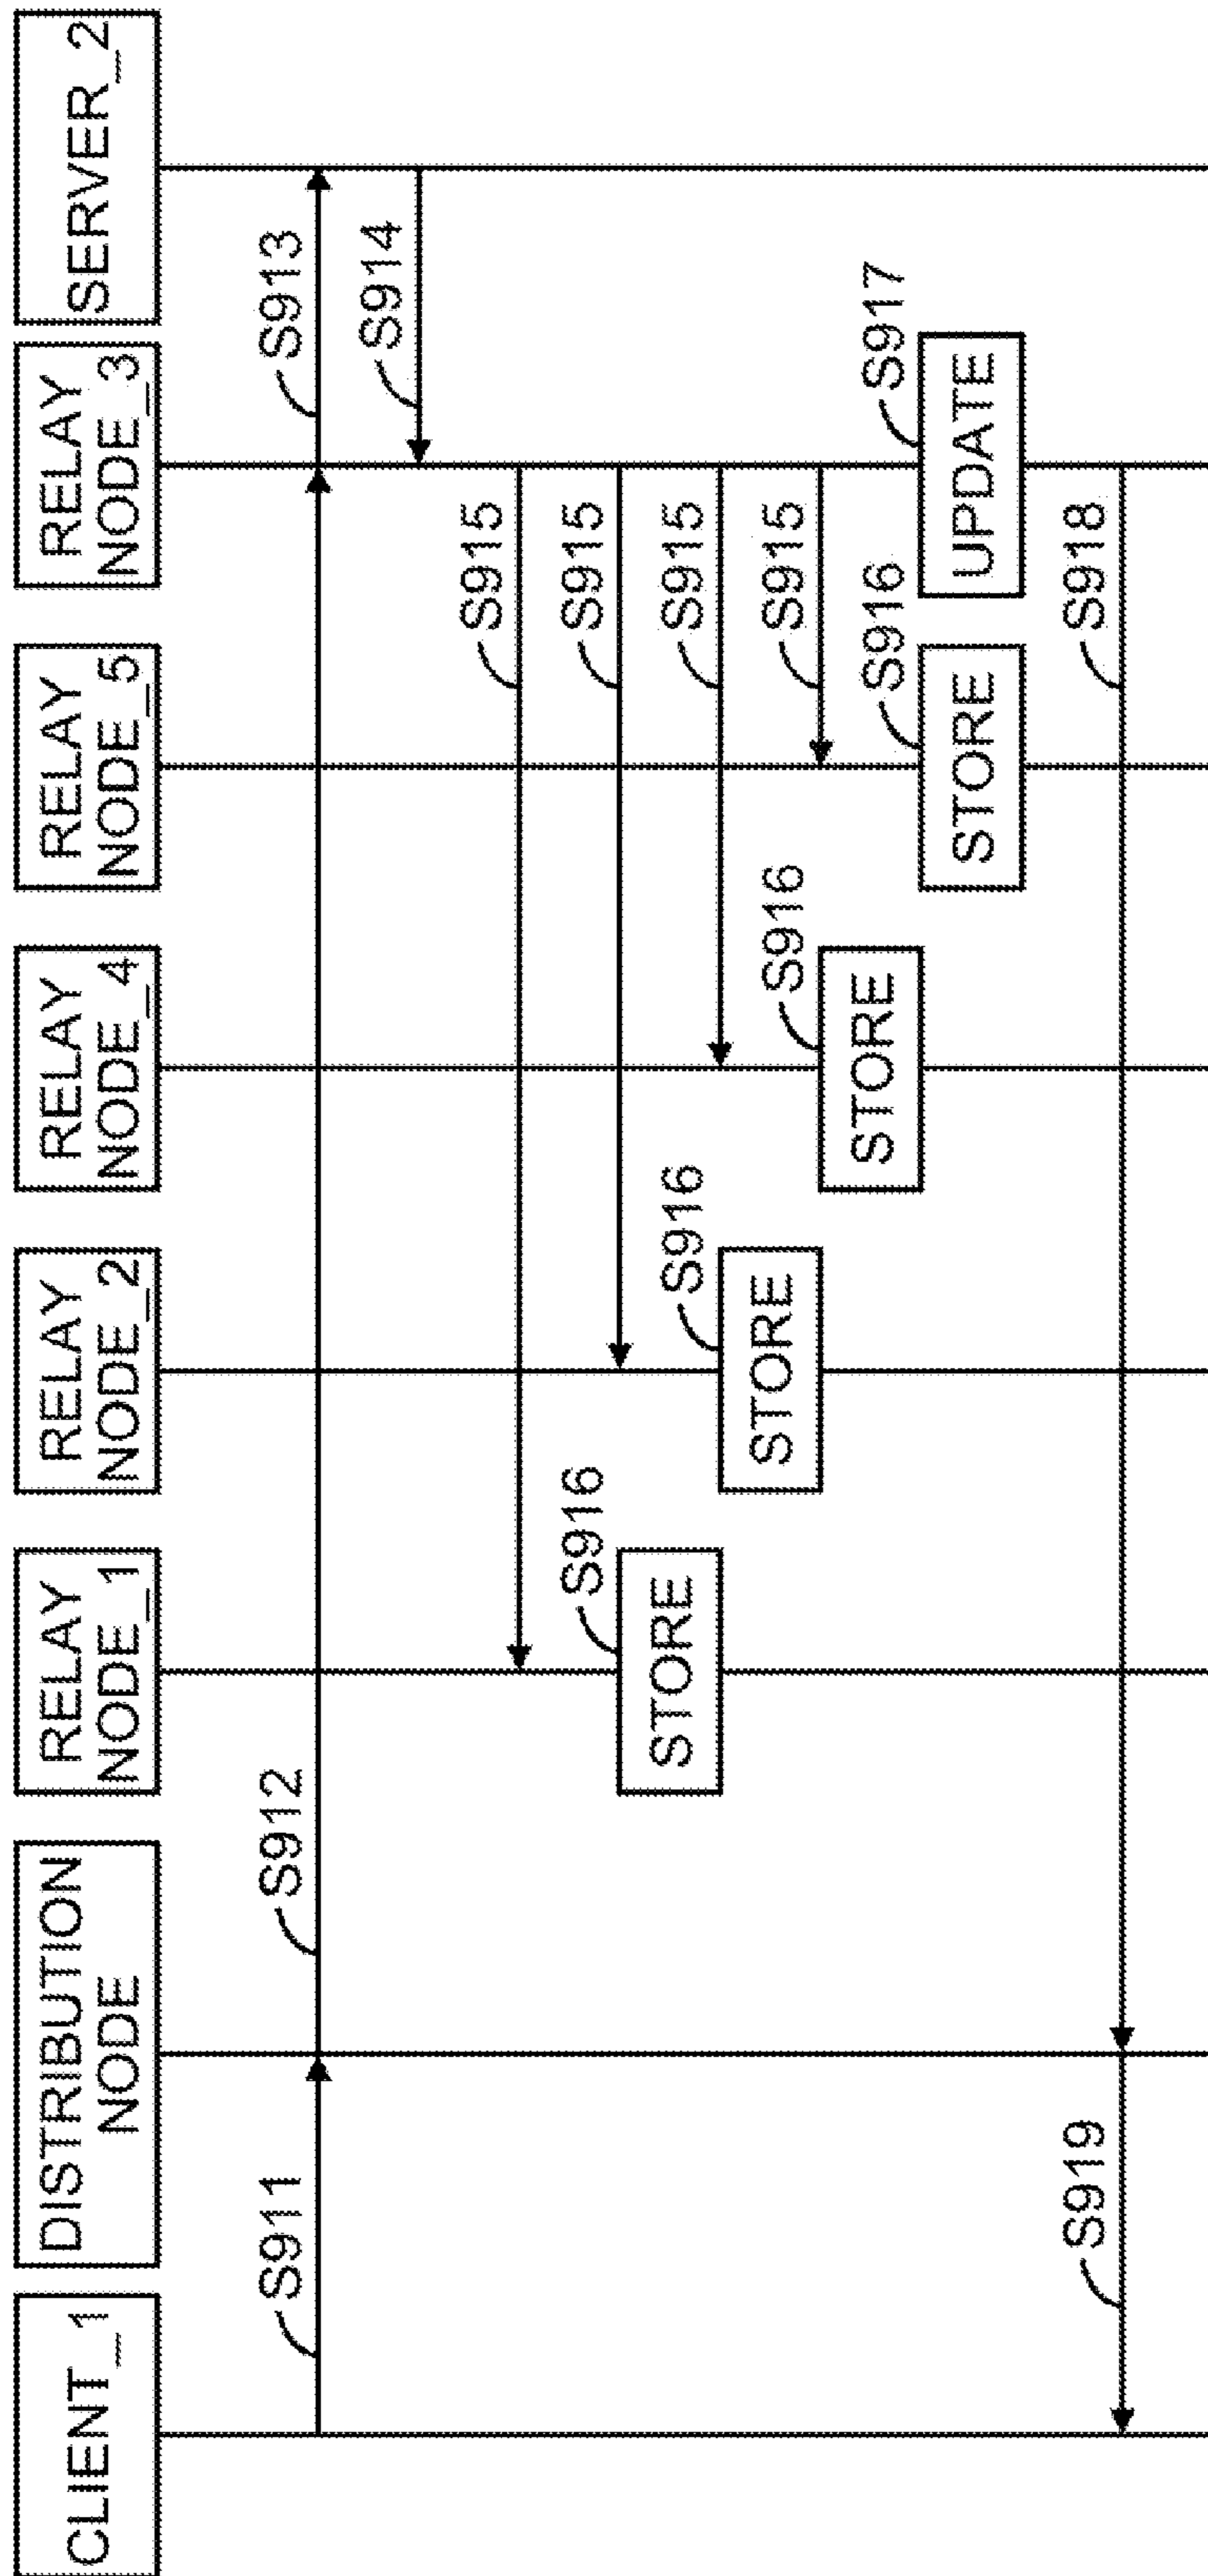 CLIENT_1
DISTRIBUTION
NODE
RELAY
NODE_1
RELAY
NODE_2
RELAY
NODE_4
RELAY
NODE_5
RELAY
NODE_3
SERVER_2
S911
S912
S913
S914
S915
S915
S916
STORE
S915
S916
STORE
S915
S916
STORE
S916
STORE
S917
UPDATE
S918
S919